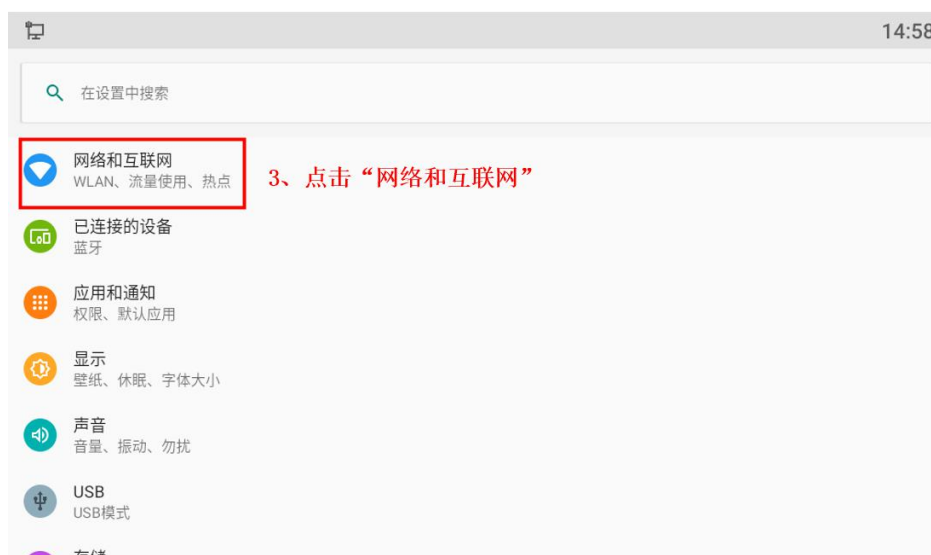 14:58
在设置中搜索
网络和互联网
WLAN、流量使用、热点
3、点击“网络和互联网”
已连接的设备
蓝牙
应用和通知
权限、默认应用
显示
壁纸、休眠、字体大小
声音
音量、振动、勿扰
USB
USB模式
存储